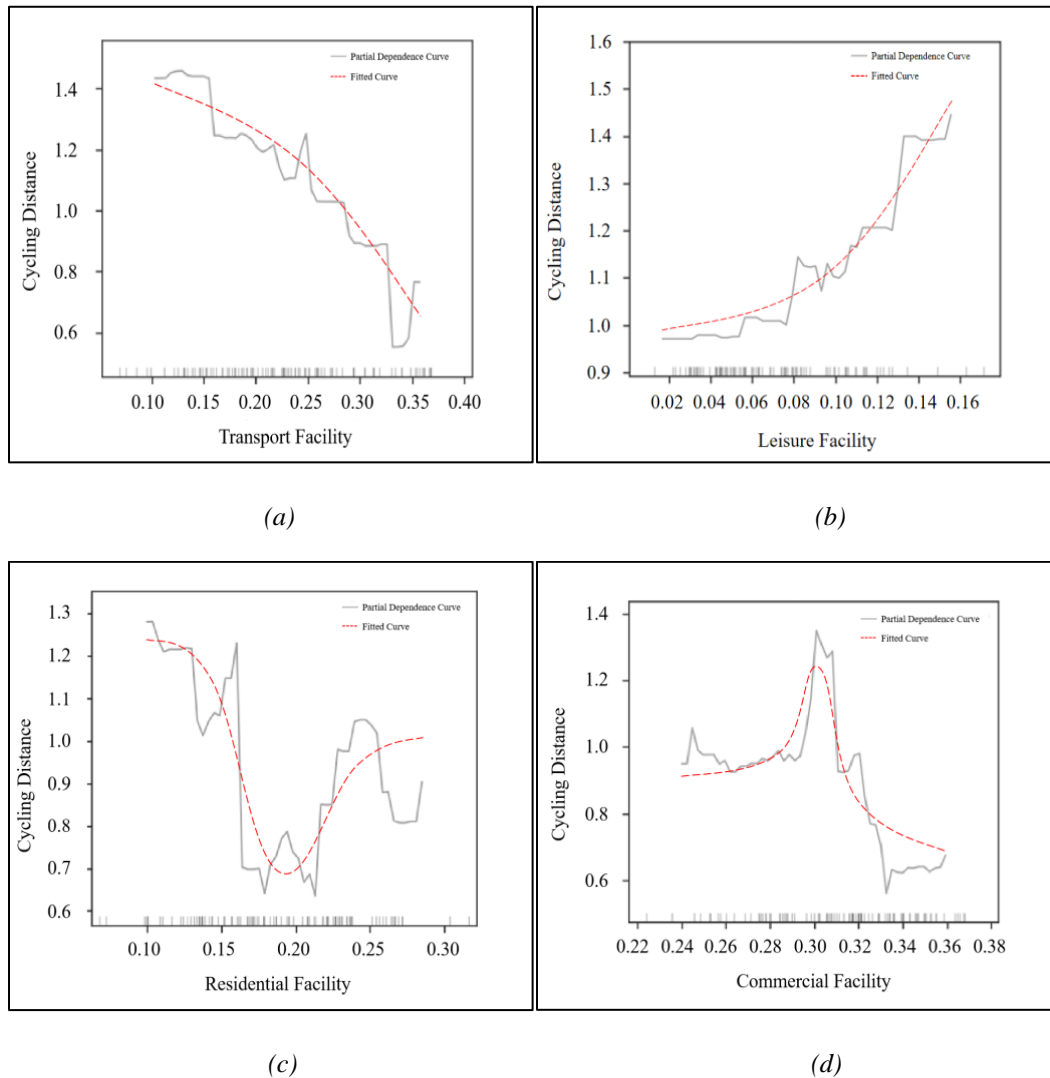 Partial Dependence Curve
Fitted Curve
1.4
1.2
1.0
0.8
0.6
Cycling Distance
0.10 0.15 0.20 0.25 0.30 0.35 0.40
Transport Facility
(a)
Partial Dependence Curve
Fitted Curve
1.6
1.5
1.4
1.3
1.2
1.1
1.0
0.9
Cycling Distance
0.02 0.04 0.06 0.08 0.10 0.12 0.14 0.16
Leisure Facility
(b)
Partial Dependence Curve
Fitted Curve
1.3
1.2
1.1
1.0
0.9
0.8
0.7
0.6
Cycling Distance
0.10 0.15 0.20 0.25 0.30
Residential Facility
(c)
Partial Dependence Curve
Fitted Curve
1.4
1.2
1.0
0.8
0.6
Cycling Distance
0.22 0.24 0.26 0.28 0.30 0.32 0.34 0.36 0.38
Commercial Facility
(d)